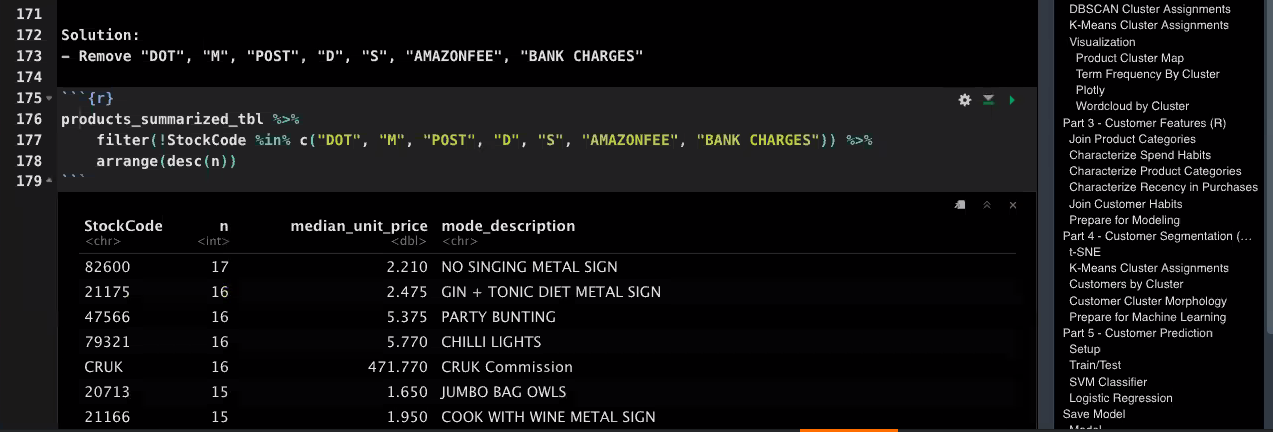 171
172 Solution:
173 - Remove "DOT", "M", "POST", "D", "S", "AMAZONFEE", "BANK CHARGES"
174
175 ```{r}
176 products_summarized_tbl %>%
177 filter(!StockCode %in% c("DOT", "M", "POST", "D", "S", "AMAZONFEE", "BANK CHARGES")) %>%
178 arrange(desc(n))
179 ```
StockCode n median_unit_price mode_description
<chr> <int> <dbl> <chr>
82600 17 2.210 NO SINGING METAL SIGN
21175 16 2.475 GIN + TONIC DIET METAL SIGN
47566 16 5.375 PARTY BUNTING
79321 16 5.770 CHILLI LIGHTS
CRUK 16 471.770 CRUK Commission
20713 15 1.650 JUMBO BAG OWLS
21166 15 1.950 COOK WITH WINE METAL SIGN
DBSCAN Cluster Assignments
K-Means Cluster Assignments
Visualization
Product Cluster Map
Term Frequency By Cluster
Plotly
Wordcloud by Cluster
Part 3 - Customer Features (R)
Join Product Categories
Characterize Spend Habits
Characterize Product Categories
Characterize Recency in Purchases
Join Customer Habits
Prepare for Modeling
Part 4 - Customer Segmentation (...
t-SNE
K-Means Cluster Assignments
Customers by Cluster
Customer Cluster Morphology
Prepare for Machine Learning
Part 5 - Customer Prediction
Setup
Train/Test
SVM Classifier
Logistic Regression
Save Model
Model